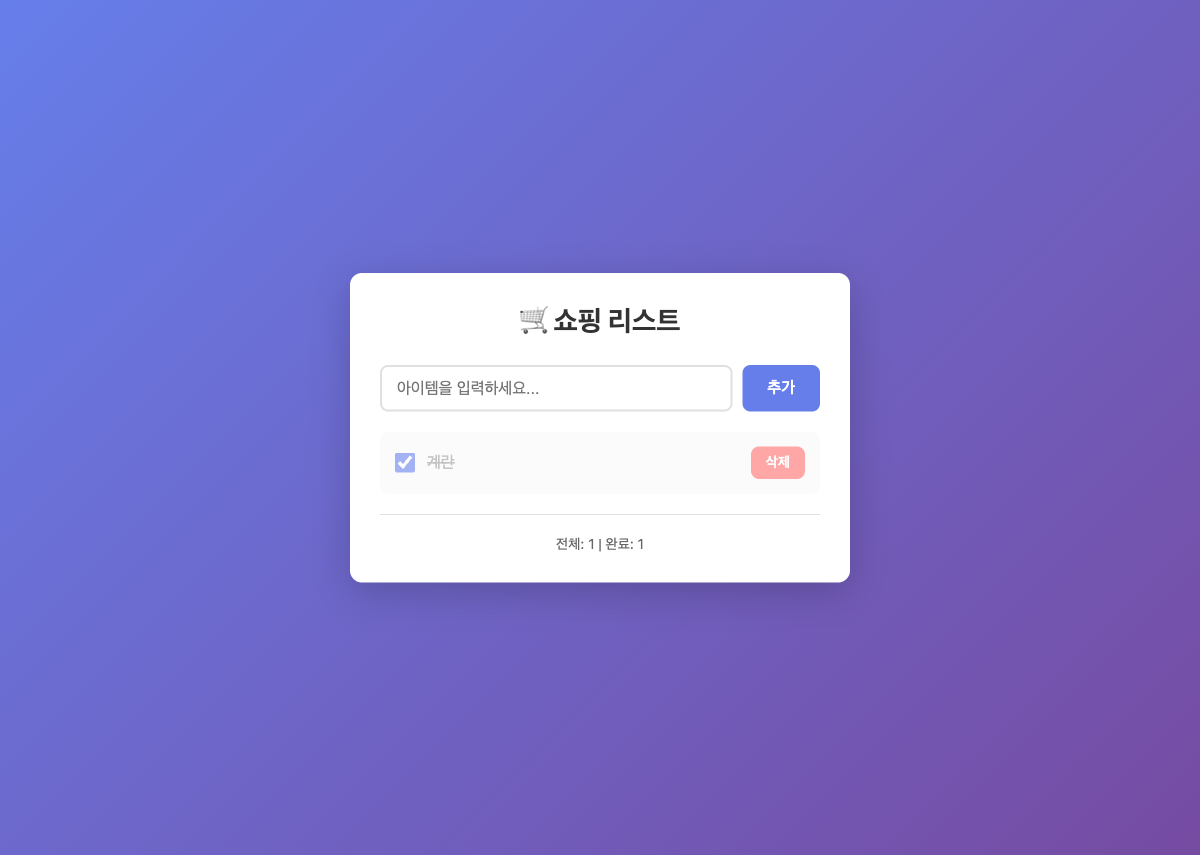 🛒 쇼핑 리스트
아이템을 입력하세요...
추가
계란
삭제
전체: 1 | 완료: 1